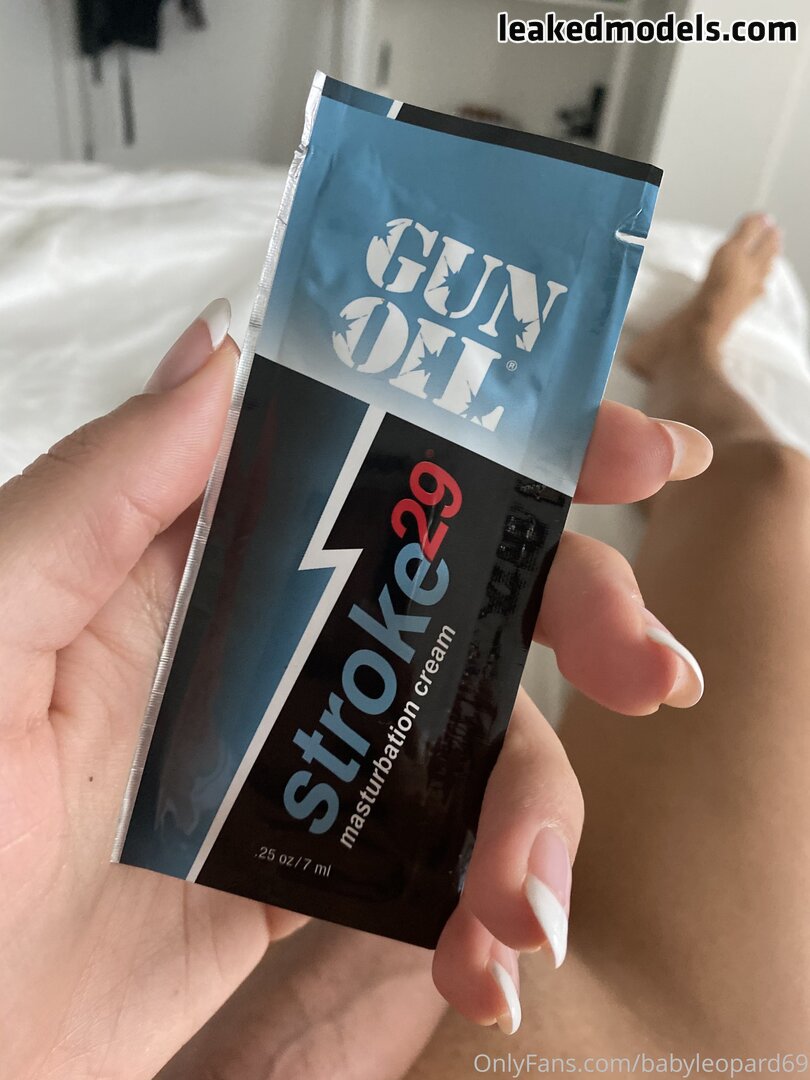 leakedmodels.com
GUN
OIL®
stroke29
masturbation cream
.25 oz/7 ml
OnlyFans.com/babyleopard69